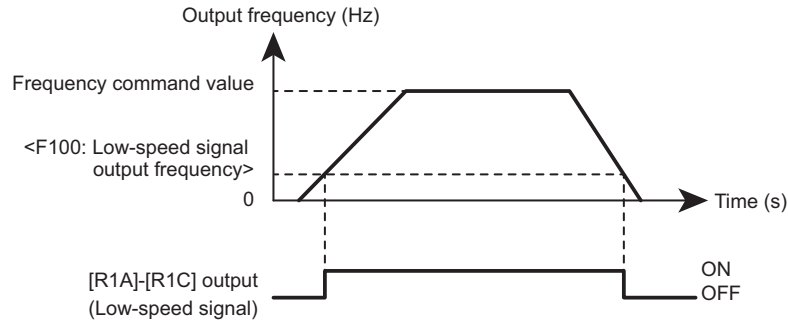 Output frequency (Hz)
Frequency command value
<F100: Low-speed signal
output frequency>
0
Time (s)
[R1A]-[R1C] output
(Low-speed signal)
ON
OFF